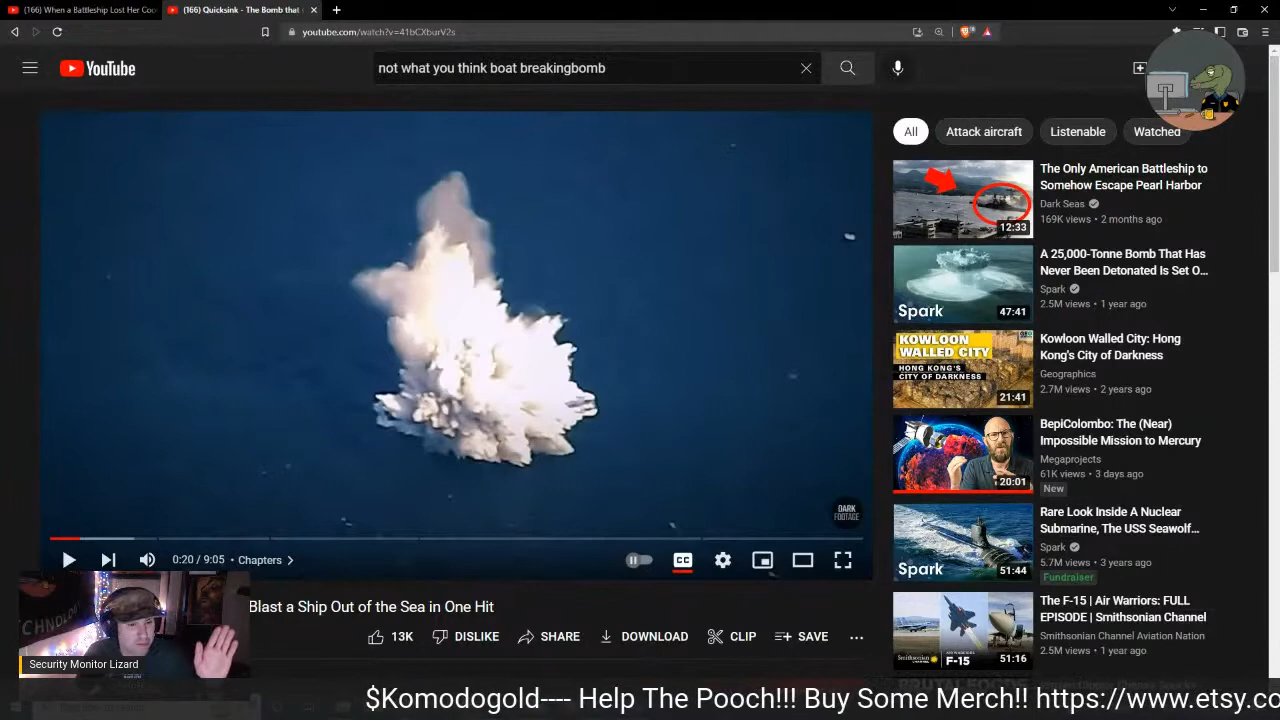 (166) When a Battleship Lost Her Coo
(166) Quicksink - The Bomb that
youtube.com/watch?v=41bCXburV2s
YouTube
not what you think boat breakingbomb
All
Attack aircraft
Listenable
Watched
The Only American Battleship to
Somehow Escape Pearl Harbor
Dark Seas
169K views • 2 months ago
12:33
A 25,000-Tonne Bomb That Has
Never Been Detonated Is Set O...
Spark
2.5M views • 1 year ago
Spark
47:41
KOWLOON
WALLED CITY
HONG KONG'S
CITY OF DARKNESS
21:41
Kowloon Walled City: Hong
Kong's City of Darkness
Geographics
2.7M views • 2 years ago
BepiColombo: The (Near)
Impossible Mission to Mercury
Megaprojects
61K views • 3 days ago
New
20:01
Rare Look Inside A Nuclear
Submarine, The USS Seawolf...
Spark
5.7M views • 3 years ago
Fundraiser
Spark
51:44
The F-15 | Air Warriors: FULL
EPISODE | Smithsonian Channel
Smithsonian Channel Aviation Nation
2.5M views • 1 year ago
Smithsonian
F-15
51:16
DARK
FOOTAGE
0:20 / 9:05 • Chapters
CC
Blast a Ship Out of the Sea in One Hit
13K
DISLIKE
SHARE
DOWNLOAD
CLIP
SAVE
CHNOLOG
Security Monitor Lizard
$Komodogold---- Help The Pooch!!! Buy Some Merch!! https://www.etsy.co